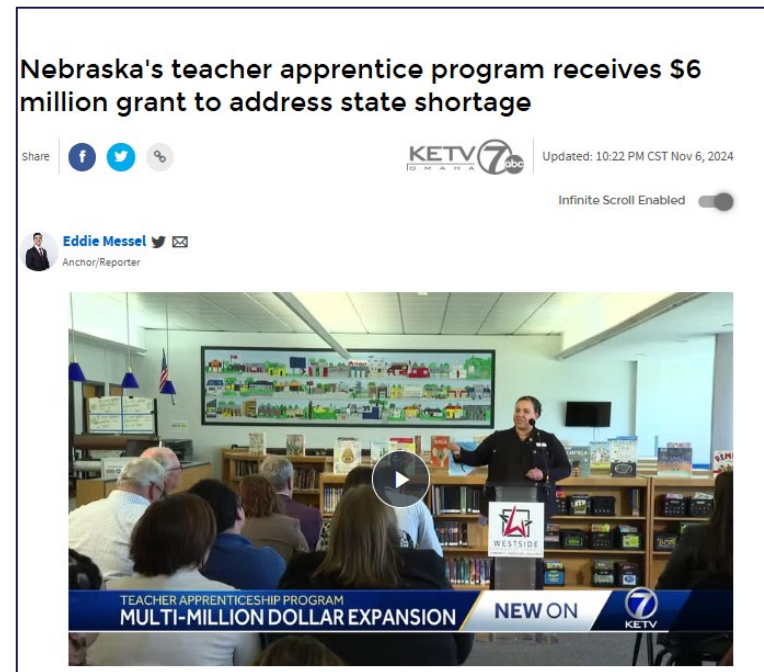 Nebraska's teacher apprentice program receives $6
million grant to address state shortage
Share
KETV 7 abc
OMAHA
Updated: 10:22 PM CST Nov 6, 2024
Infinite Scroll Enabled
Eddie Messel
Anchor/Reporter
WESTSIDE
TEACHER APPRENTICESHIP PROGRAM
MULTI-MILLION DOLLAR EXPANSION
NEW ON
7
KETV